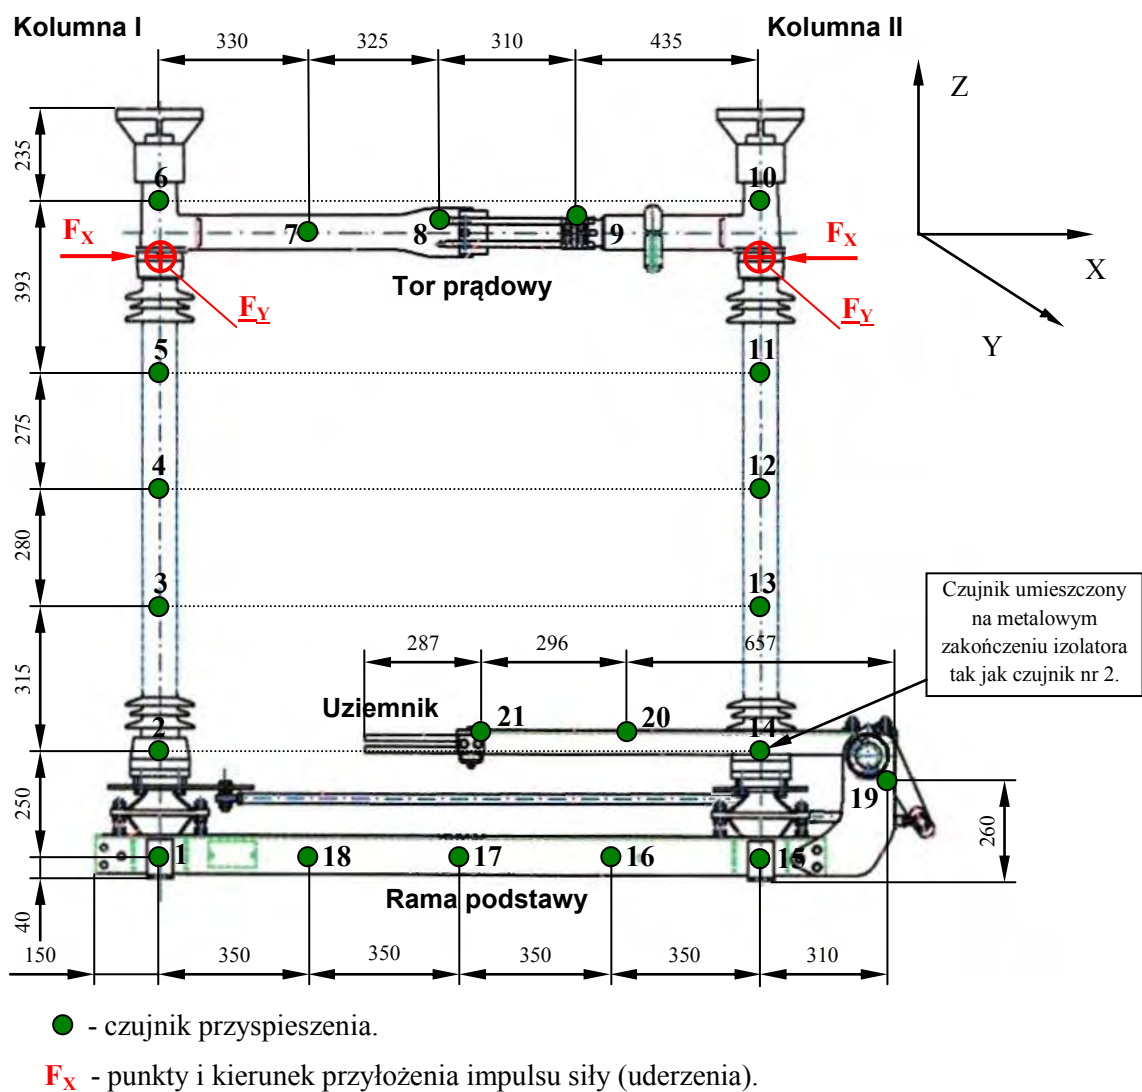 Kolumna I
Kolumna II
330
325
310
435
Z
235
6
10
7
8
9
F_X
F_X
X
Tor prądowy
393
F_Y
F_Y
Y
5
11
275
4
12
280
3
13
Czujnik umieszczony
na metalowym
zakończeniu izolatora
tak jak czujnik nr 2.
287
296
657
315
Uziemnik
21
20
2
14
19
250
260
1
18
17
16
15
Rama podstawy
40
150
350
350
350
350
310
- czujnik przyspieszenia.
F_X - punkty i kierunek przyłożenia impulsu siły (uderzenia).